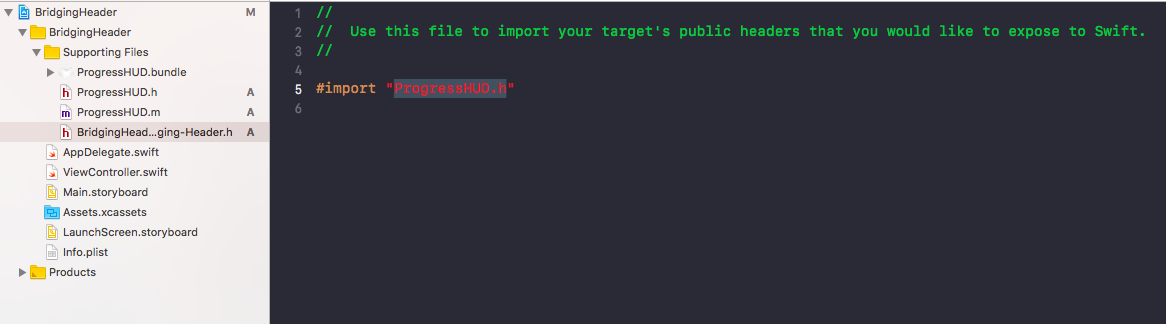 BridgingHeader M
BridgingHeader
Supporting Files
ProgressHUD.bundle
ProgressHUD.h A
ProgressHUD.m A
BridgingHead...ging-Header.h A
AppDelegate.swift
ViewController.swift
Main.storyboard
Assets.xcassets
LaunchScreen.storyboard
Info.plist
Products
1 //
2 //  Use this file to import your target's public headers that you would like to expose to Swift.
3 //
4
5 #import "ProgressHUD.h"
6